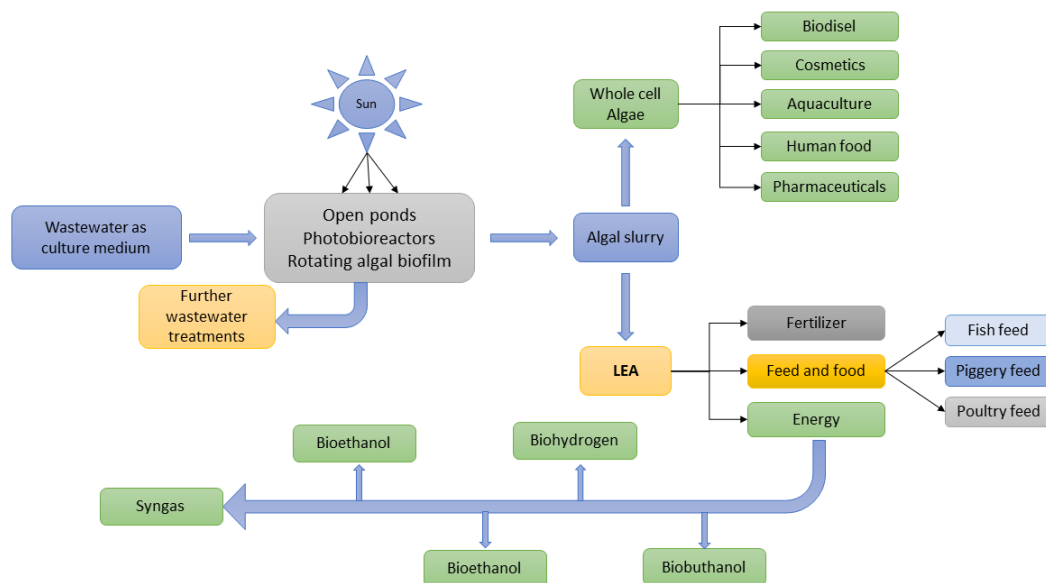 Sun
Wastewater as
culture medium
Open ponds
Photobioreactors
Rotating algal biofilm
Further
wastewater
treatments
Algal slurry
Whole cell
Algae
Biodisel
Cosmetics
Aquaculture
Human food
Pharmaceuticals
LEA
Fertilizer
Feed and food
Energy
Fish feed
Piggery feed
Poultry feed
Bioethanol
Biohydrogen
Syngas
Bioethanol
Biobuthanol